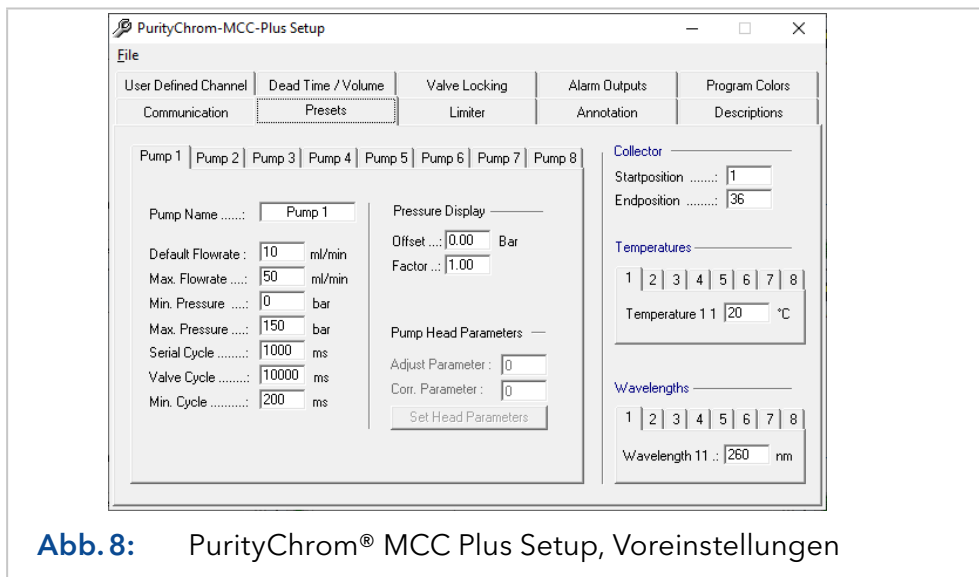 PurityChrom-MCC-Plus Setup
File
User Defined Channel Dead Time / Volume Valve Locking Alarm Outputs Program Colors
Communication Presets Limiter Annotation Descriptions
Pump 1 Pump 2 Pump 3 Pump 4 Pump 5 Pump 6 Pump 7 Pump 8
Pump Name .....: Pump 1
Default Flowrate : 10 ml/min
Max. Flowrate ....: 50 ml/min
Min. Pressure ....: 0 bar
Max. Pressure ....: 150 bar
Serial Cycle ........: 1000 ms
Valve Cycle ........: 10000 ms
Min. Cycle ..........: 200 ms
Pressure Display
Offset ...: 0.00 Bar
Factor ..: 1.00
Pump Head Parameters
Adjust Parameter : 0
Corr. Parameter : 0
Set Head Parameters
Collector
Startposition ......: 1
Endposition .......: 36
Temperatures
1 2 3 4 5 6 7 8
Temperature 1 1 20 °C
Wavelengths
1 2 3 4 5 6 7 8
Wavelength 11 .: 260 nm
Abb. 8: PurityChrom® MCC Plus Setup, Voreinstellungen